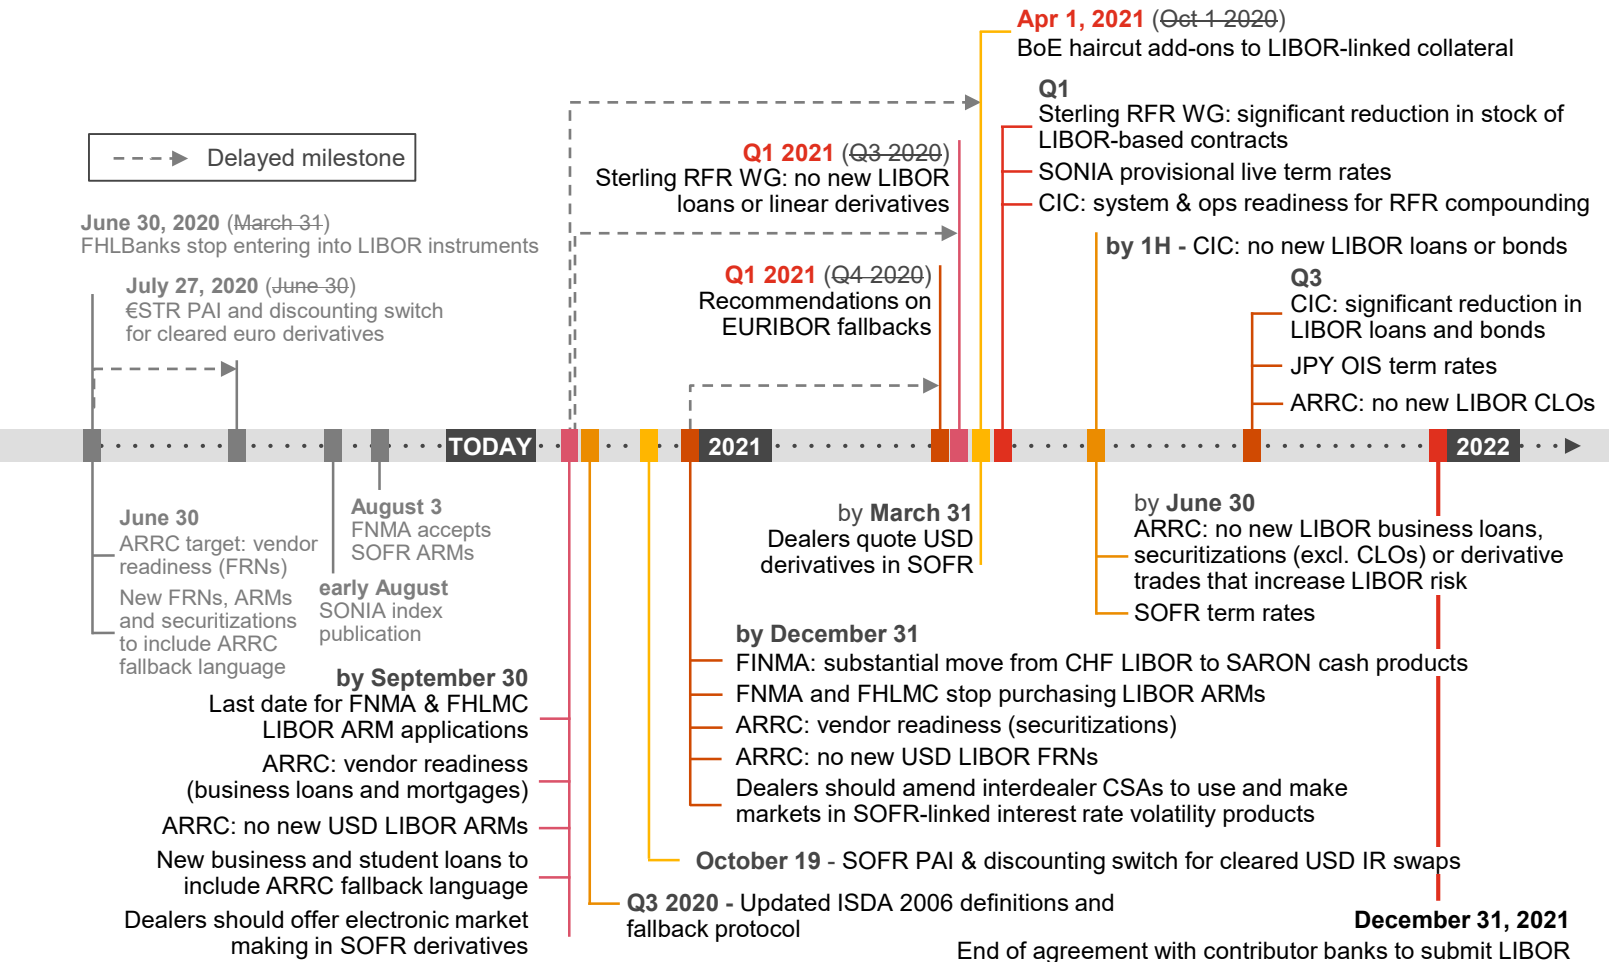 Apr 1, 2021 (Oct 1 2020)
BoE haircut add-ons to LIBOR-linked collateral
Q1
Sterling RFR WG: significant reduction in stock of
LIBOR-based contracts
SONIA provisional live term rates
CIC: system & ops readiness for RFR compounding
Delayed milestone
Q1 2021 (Q3 2020)
Sterling RFR WG: no new LIBOR
loans or linear derivatives
June 30, 2020 (March 31)
FHLBanks stop entering into LIBOR instruments
by 1H - CIC: no new LIBOR loans or bonds
July 27, 2020 (June 30)
€STR PAI and discounting switch
for cleared euro derivatives
Q1 2021 (Q4 2020)
Recommendations on
EURIBOR fallbacks
Q3
CIC: significant reduction in
LIBOR loans and bonds
JPY OIS term rates
ARRC: no new LIBOR CLOs
TODAY
2021
2022
June 30
ARRC target: vendor
readiness (FRNs)
New FRNs, ARMs
and securitizations
to include ARRC
fallback language
August 3
FNMA accepts
SOFR ARMs
early August
SONIA index
publication
by March 31
Dealers quote USD
derivatives in SOFR
by June 30
ARRC: no new LIBOR business loans,
securitizations (excl. CLOs) or derivative
trades that increase LIBOR risk
SOFR term rates
by September 30
Last date for FNMA & FHLMC
LIBOR ARM applications
ARRC: vendor readiness
(business loans and mortgages)
ARRC: no new USD LIBOR ARMs
New business and student loans to
include ARRC fallback language
Dealers should offer electronic market
making in SOFR derivatives
by December 31
FINMA: substantial move from CHF LIBOR to SARON cash products
FNMA and FHLMC stop purchasing LIBOR ARMs
ARRC: vendor readiness (securitizations)
ARRC: no new USD LIBOR FRNs
Dealers should amend interdealer CSAs to use and make
markets in SOFR-linked interest rate volatility products
October 19 - SOFR PAI & discounting switch for cleared USD IR swaps
Q3 2020 - Updated ISDA 2006 definitions and
fallback protocol
December 31, 2021
End of agreement with contributor banks to submit LIBOR